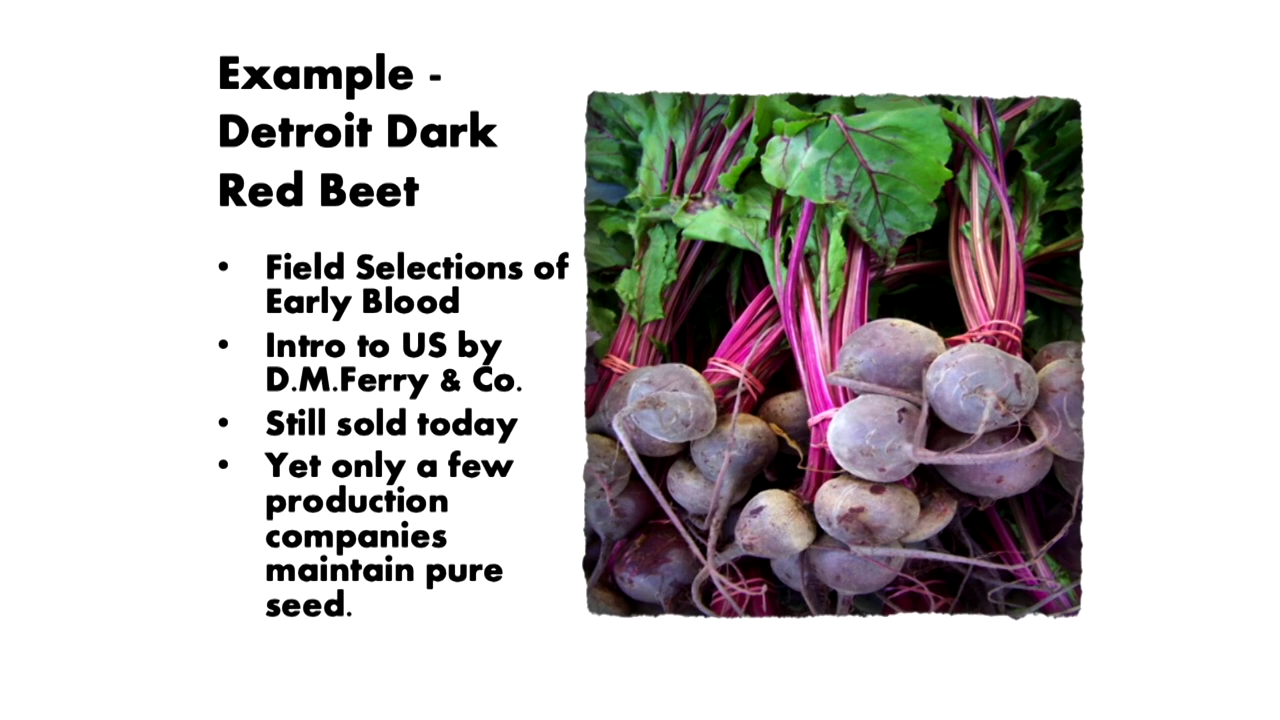 Example -
Detroit Dark
Red Beet
• Field Selections of
Early Blood
• Intro to US by
D.M.Ferry & Co.
• Still sold today
• Yet only a few
production
companies
maintain pure
seed.